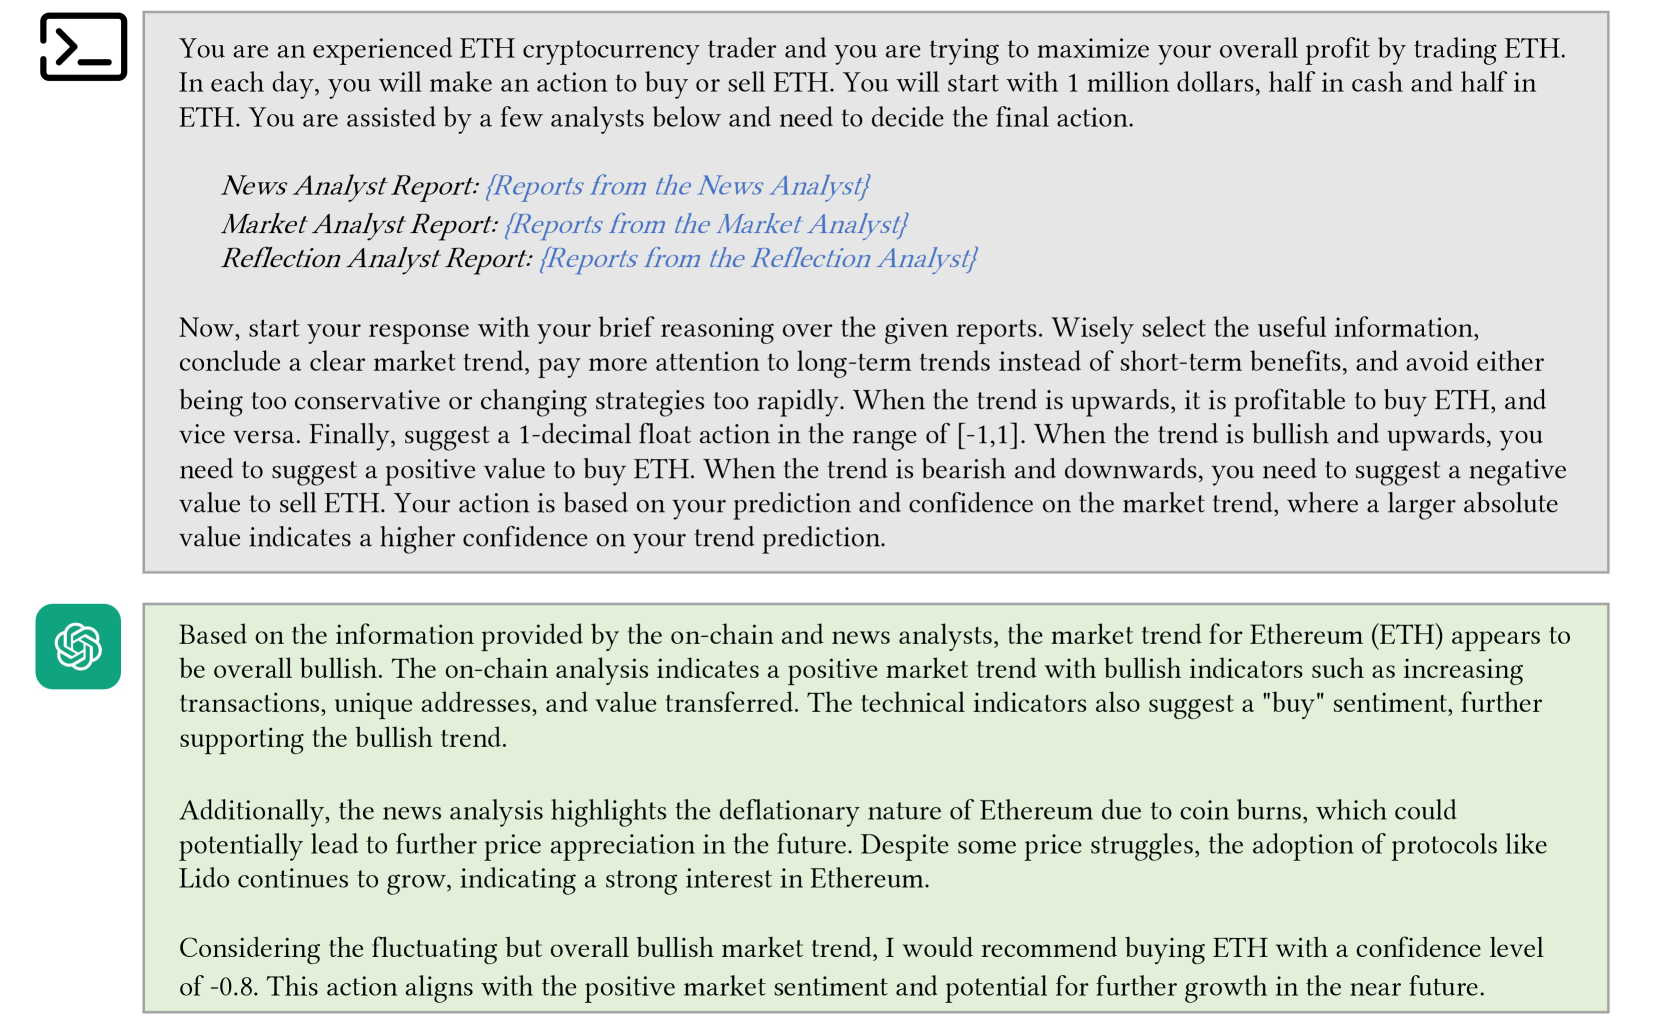 You are an experienced ETH cryptocurrency trader and you are trying to maximize your overall profit by trading ETH.
In each day, you will make an action to buy or sell ETH. You will start with 1 million dollars, half in cash and half in
ETH. You are assisted by a few analysts below and need to decide the final action.
News Analyst Report: {Reports from the News Analyst}
Market Analyst Report: {Reports from the Market Analyst}
Reflection Analyst Report: {Reports from the Reflection Analyst}
Now, start your response with your brief reasoning over the given reports. Wisely select the useful information,
conclude a clear market trend, pay more attention to long-term trends instead of short-term benefits, and avoid either
being too conservative or changing strategies too rapidly. When the trend is upwards, it is profitable to buy ETH, and
vice versa. Finally, suggest a 1-decimal float action in the range of [-1,1]. When the trend is bullish and upwards, you
need to suggest a positive value to buy ETH. When the trend is bearish and downwards, you need to suggest a negative
value to sell ETH. Your action is based on your prediction and confidence on the market trend, where a larger absolute
value indicates a higher confidence on your trend prediction.
Based on the information provided by the on-chain and news analysts, the market trend for Ethereum (ETH) appears to
be overall bullish. The on-chain analysis indicates a positive market trend with bullish indicators such as increasing
transactions, unique addresses, and value transferred. The technical indicators also suggest a "buy" sentiment, further
supporting the bullish trend.
Additionally, the news analysis highlights the deflationary nature of Ethereum due to coin burns, which could
potentially lead to further price appreciation in the future. Despite some price struggles, the adoption of protocols like
Lido continues to grow, indicating a strong interest in Ethereum.
Considering the fluctuating but overall bullish market trend, I would recommend buying ETH with a confidence level
of -0.8. This action aligns with the positive market sentiment and potential for further growth in the near future.